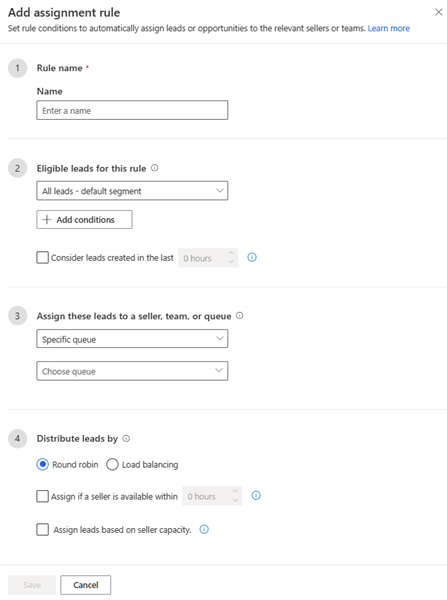 Add assignment rule
Set rule conditions to automatically assign leads or opportunities to the relevant sellers or teams. Learn more
1 Rule name *
Name
Enter a name
2 Eligible leads for this rule
All leads - default segment
Add conditions
Consider leads created in the last 0 hours
3 Assign these leads to a seller, team, or queue
Specific queue
Choose queue
4 Distribute leads by
Round robin Load balancing
Assign if a seller is available within 0 hours
Assign leads based on seller capacity.
Save Cancel